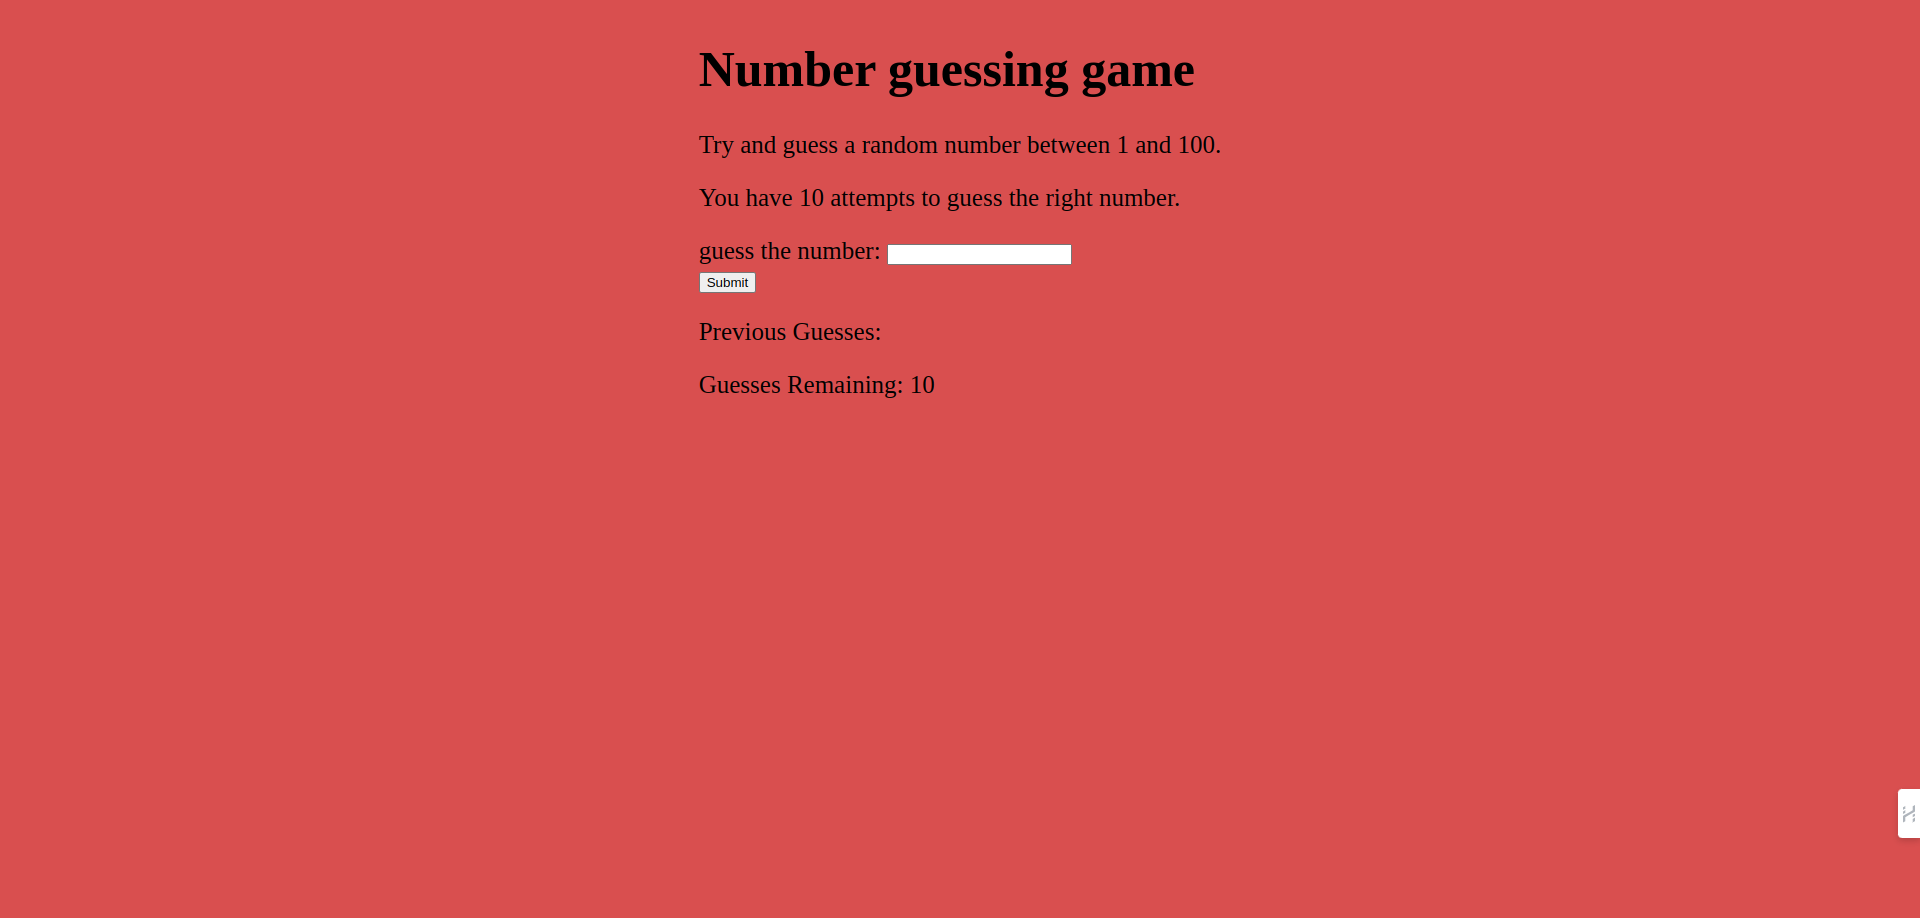 Number guessing game
Try and guess a random number between 1 and 100.
You have 10 attempts to guess the right number.
guess the number:
Submit
Previous Guesses:
Guesses Remaining: 10